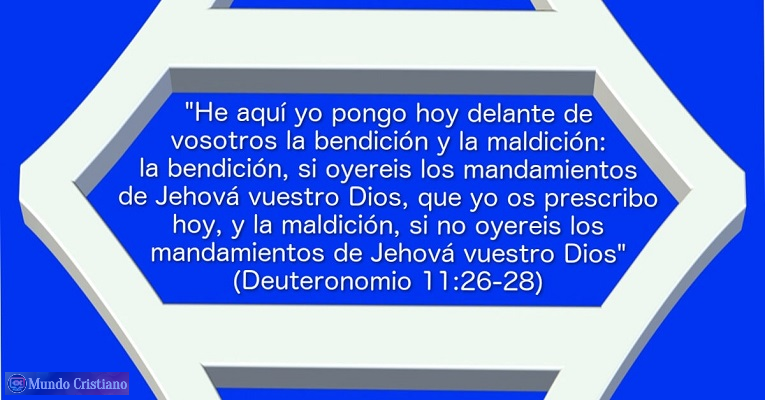 "He aquí yo pongo hoy delante de
vosotros la bendición y la maldición:
la bendición, si oyereis los mandamientos
de Jehová vuestro Dios, que yo os prescribo
hoy, y la maldición, si no oyereis los
mandamientos de Jehová vuestro Dios"
(Deuteronomio 11:26-28)
Mundo Cristiano